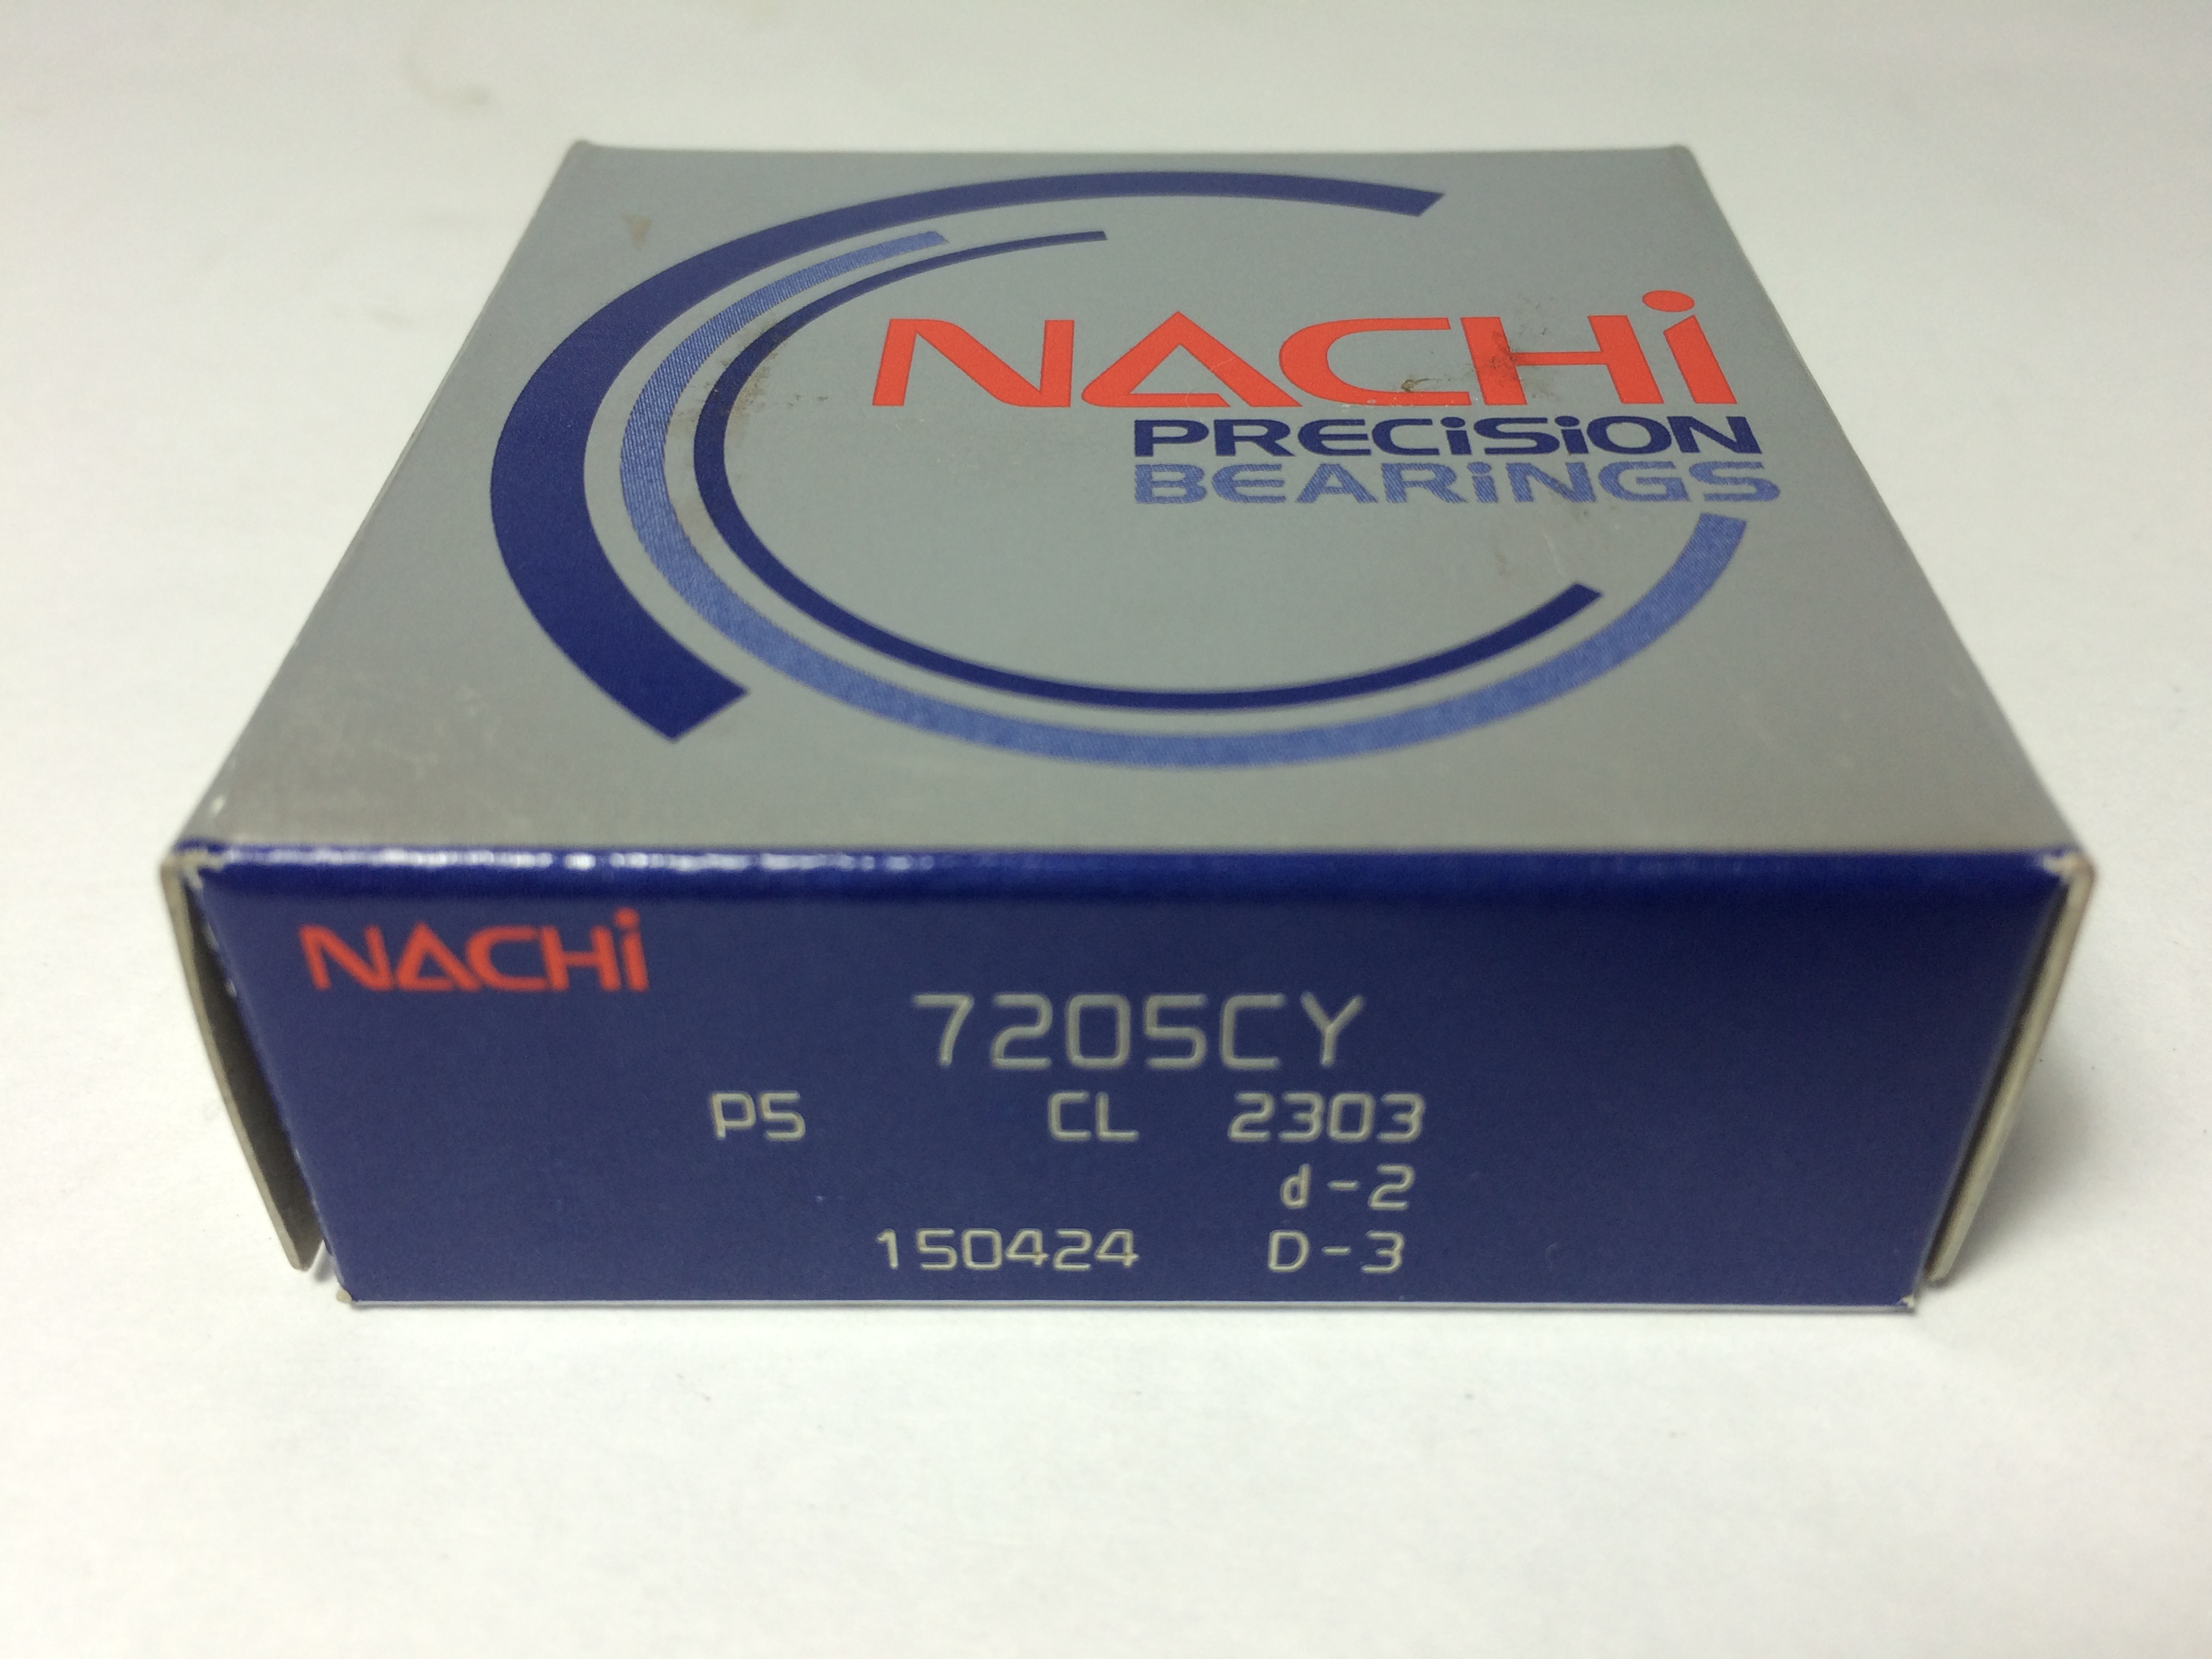 NACHi
PRECiSiON
BEARiNGS
NACHi
7205CY
P5 CL 2303
d-2
150424 D-3